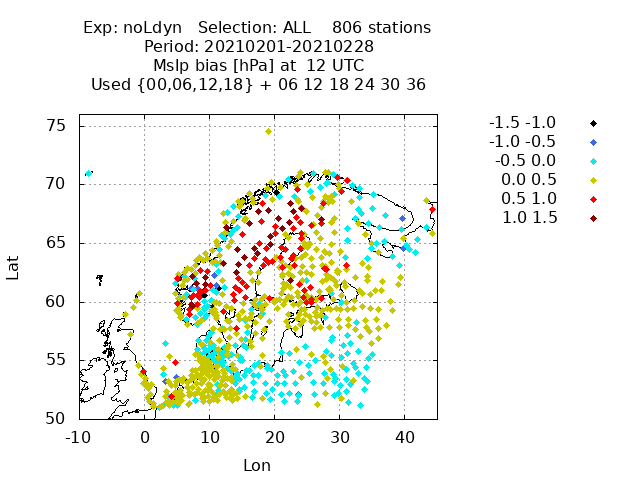 Exp: noLdyn   Selection: ALL    806 stations
Period: 20210201-20210228
Mslp bias [hPa] at  12 UTC
Used {00,06,12,18} + 06 12 18 24 30 36
-1.5 -1.0
-1.0 -0.5
-0.5 0.0
0.0 0.5
0.5 1.0
1.0 1.5
75
70
65
60
55
50
Lat
-10 0 10 20 30 40
Lon